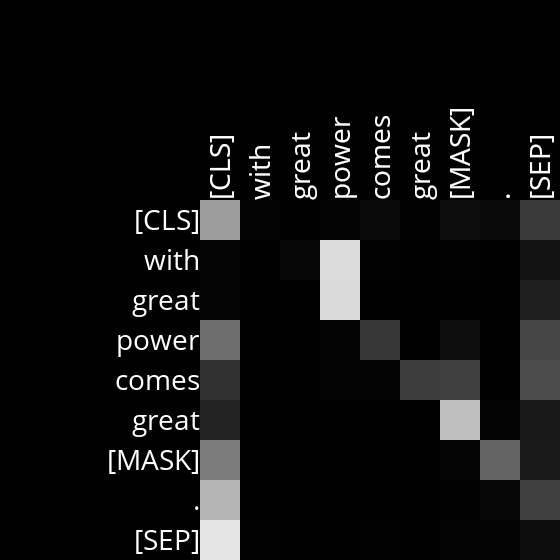 [CLS]
with
great
power
comes
great
[MASK]
.
[SEP]
[CLS]
with
great
power
comes
great
[MASK]
.
[SEP]